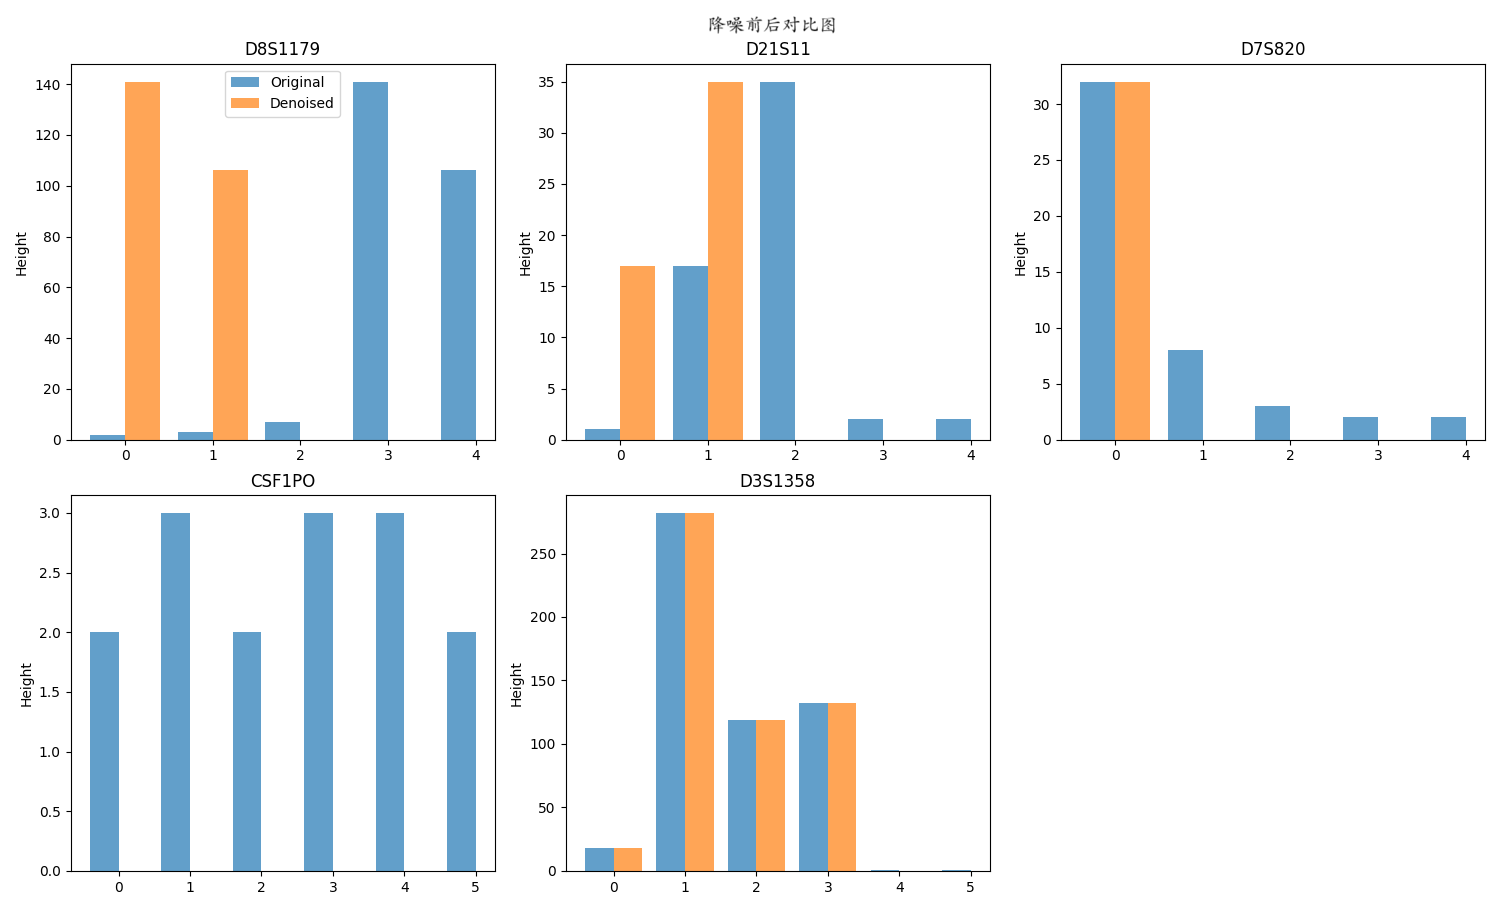 降噪前后对比图
D8S1179
Height
140
120
100
80
60
40
20
0
Original
Denoised
0 1 2 3 4
D21S11
Height
35
30
25
20
15
10
5
0
0 1 2 3 4
D7S820
Height
30
25
20
15
10
5
0
0 1 2 3 4
CSF1PO
Height
3.0
2.5
2.0
1.5
1.0
0.5
0.0
0 1 2 3 4 5
D3S1358
Height
250
200
150
100
50
0
0 1 2 3 4 5